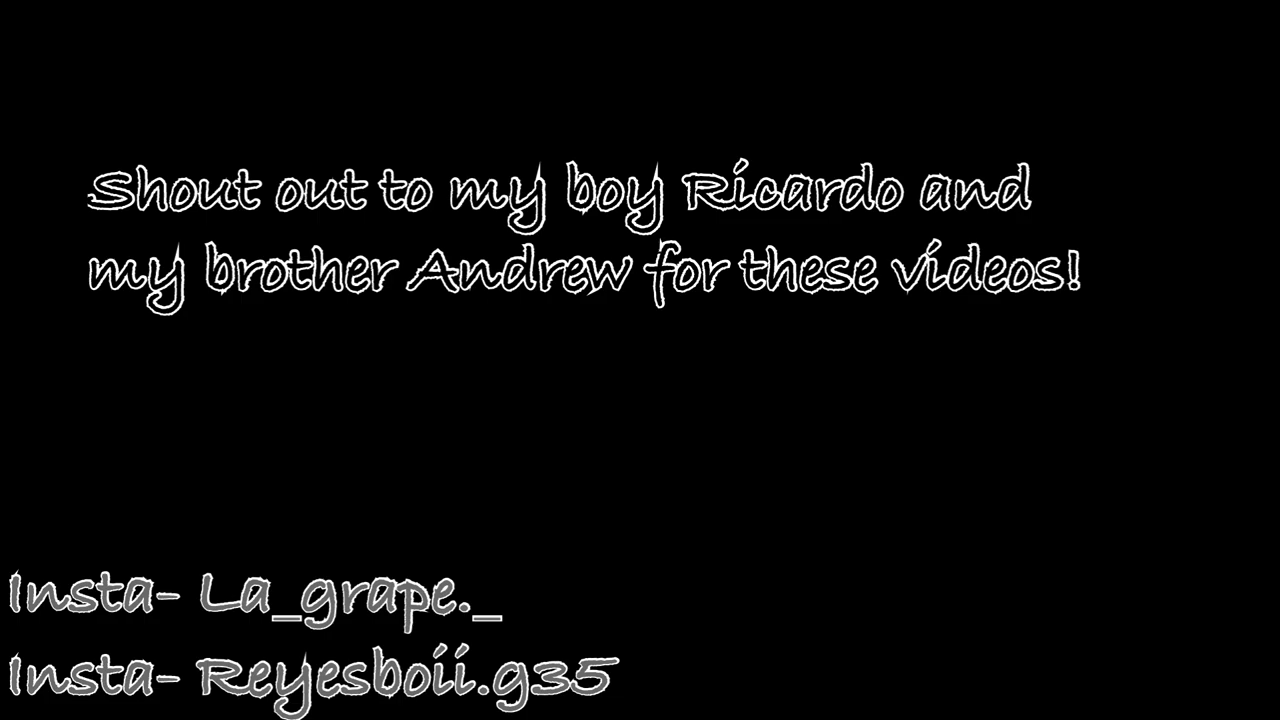 Shout out to my boy Ricardo and
my brother Andrew for these videos!
Insta- La_grape._
Insta- Reyesboii.g35